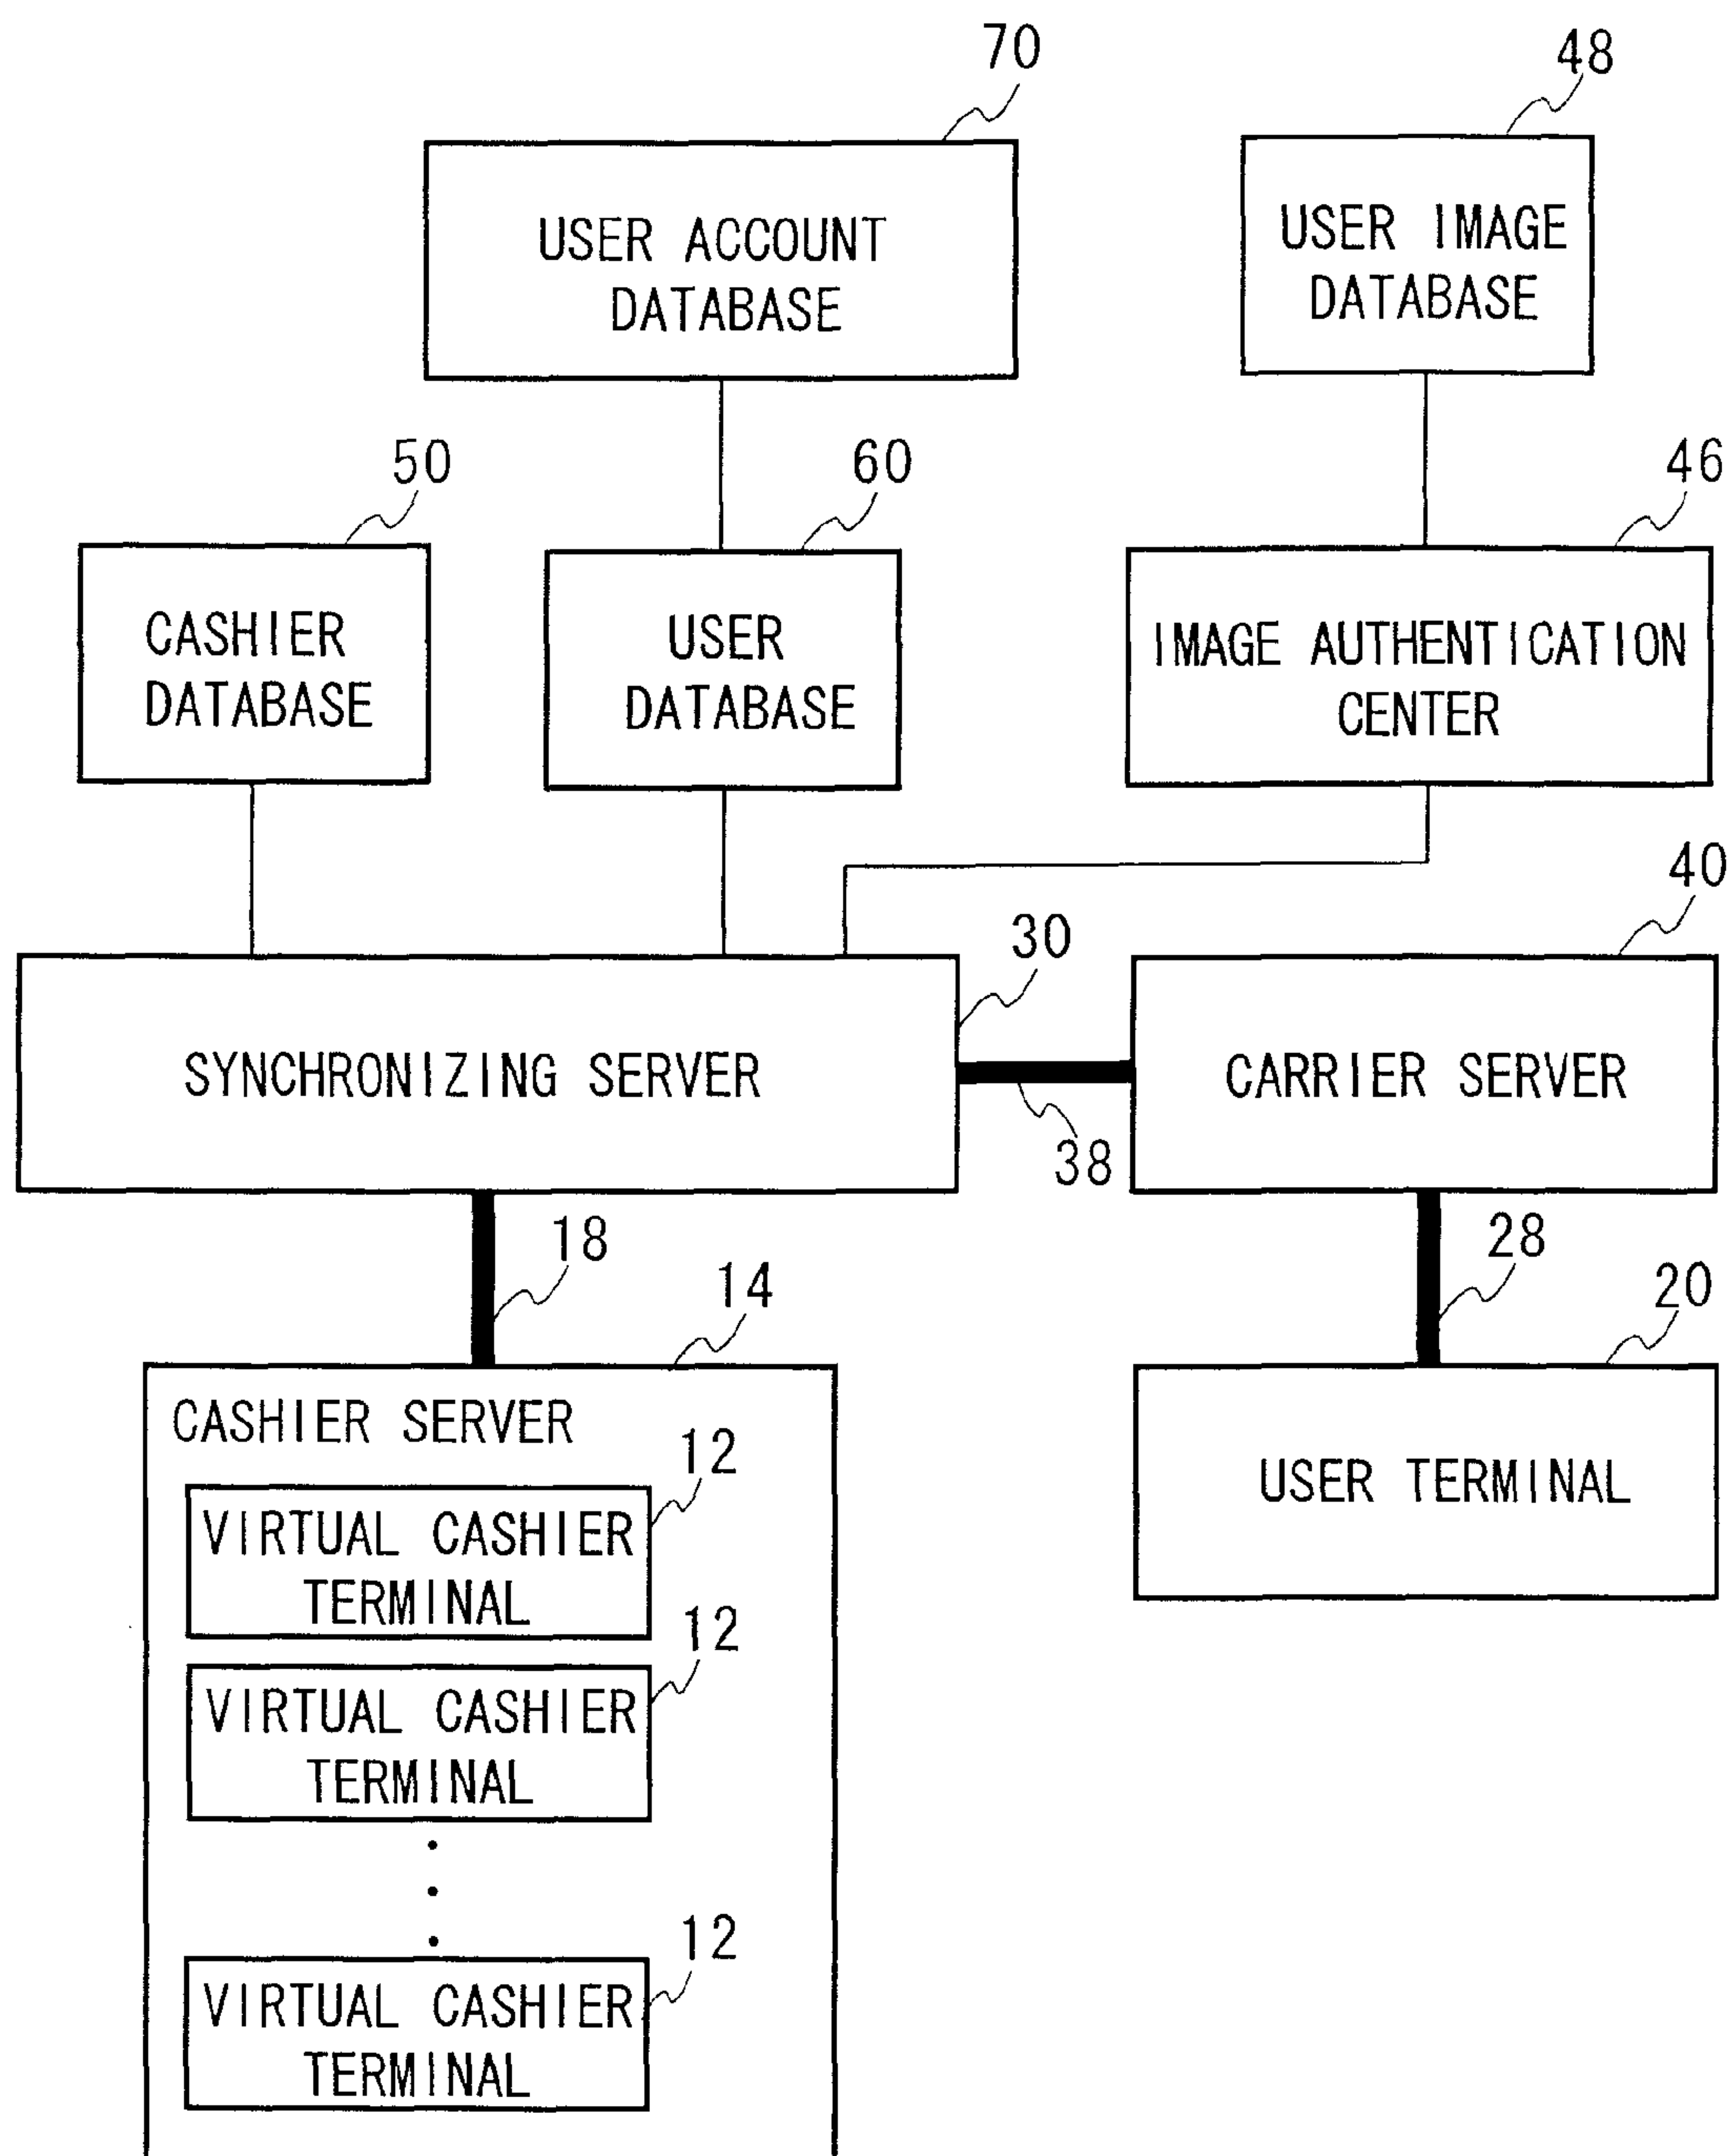 70
48
USER ACCOUNT
DATABASE
USER IMAGE
DATABASE
50
60
46
CASHIER
DATABASE
USER
DATABASE
IMAGE AUTHENTICATION
CENTER
30
40
SYNCHRONIZING SERVER
CARRIER SERVER
38
18
28
14
20
CASHIER SERVER
USER TERMINAL
12
VIRTUAL CASHIER
TERMINAL
12
VIRTUAL CASHIER
TERMINAL
12
VIRTUAL CASHIER
TERMINAL